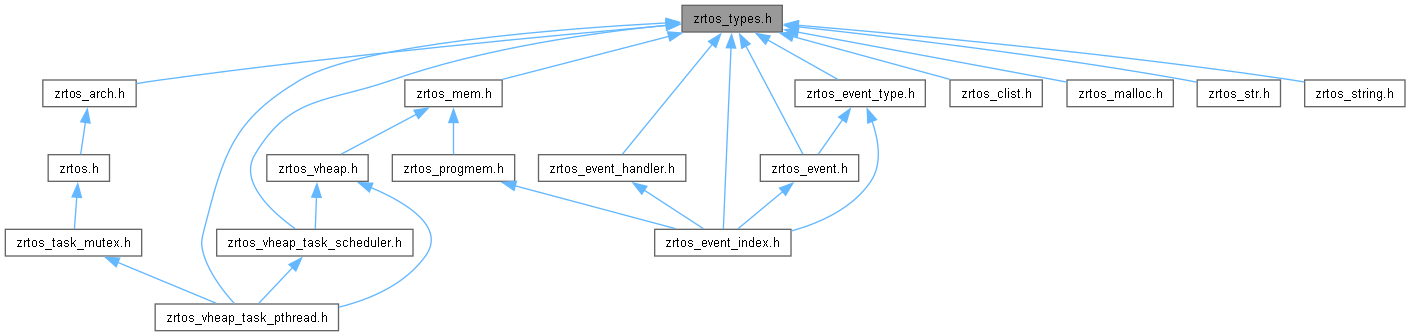 zrtos_types.h
zrtos_arch.h
zrtos_mem.h
zrtos_event_type.h
zrtos_clist.h
zrtos_malloc.h
zrtos_str.h
zrtos_string.h
zrtos.h
zrtos_vheap.h
zrtos_progmem.h
zrtos_event_handler.h
zrtos_event.h
zrtos_task_mutex.h
zrtos_vheap_task_scheduler.h
zrtos_event_index.h
zrtos_vheap_task_pthread.h